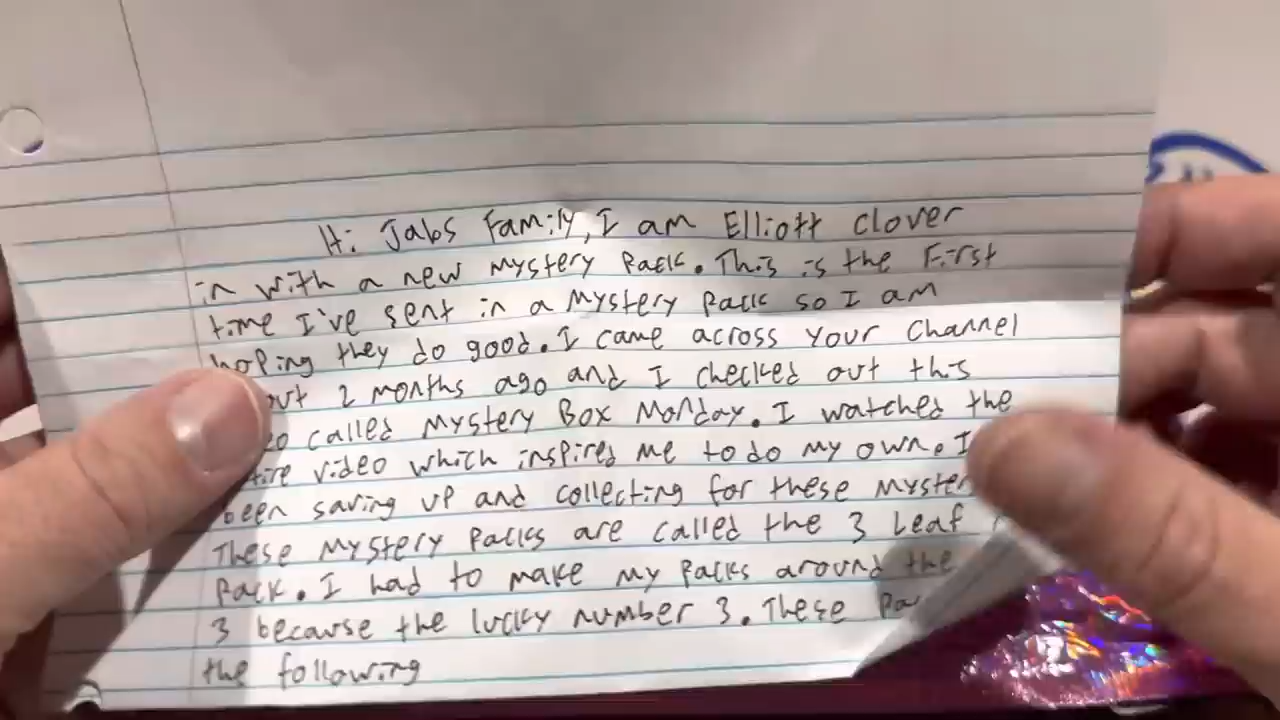 Hi Jabs Family, I am Elliott Clover
in with a new Mystery Pack. This is the First
time I've sent in a Mystery Pack so I am
hoping they do good. I came across your channel
2 months ago and I checked out this
called Mystery Box Monday. I watched the
video which inspired me to do my own. I
been saving up and collecting for these
These Mystery Packs are called the 3 Leaf
Pack. I had to make my Packs around the
3 because the lucky number 3. These
the following